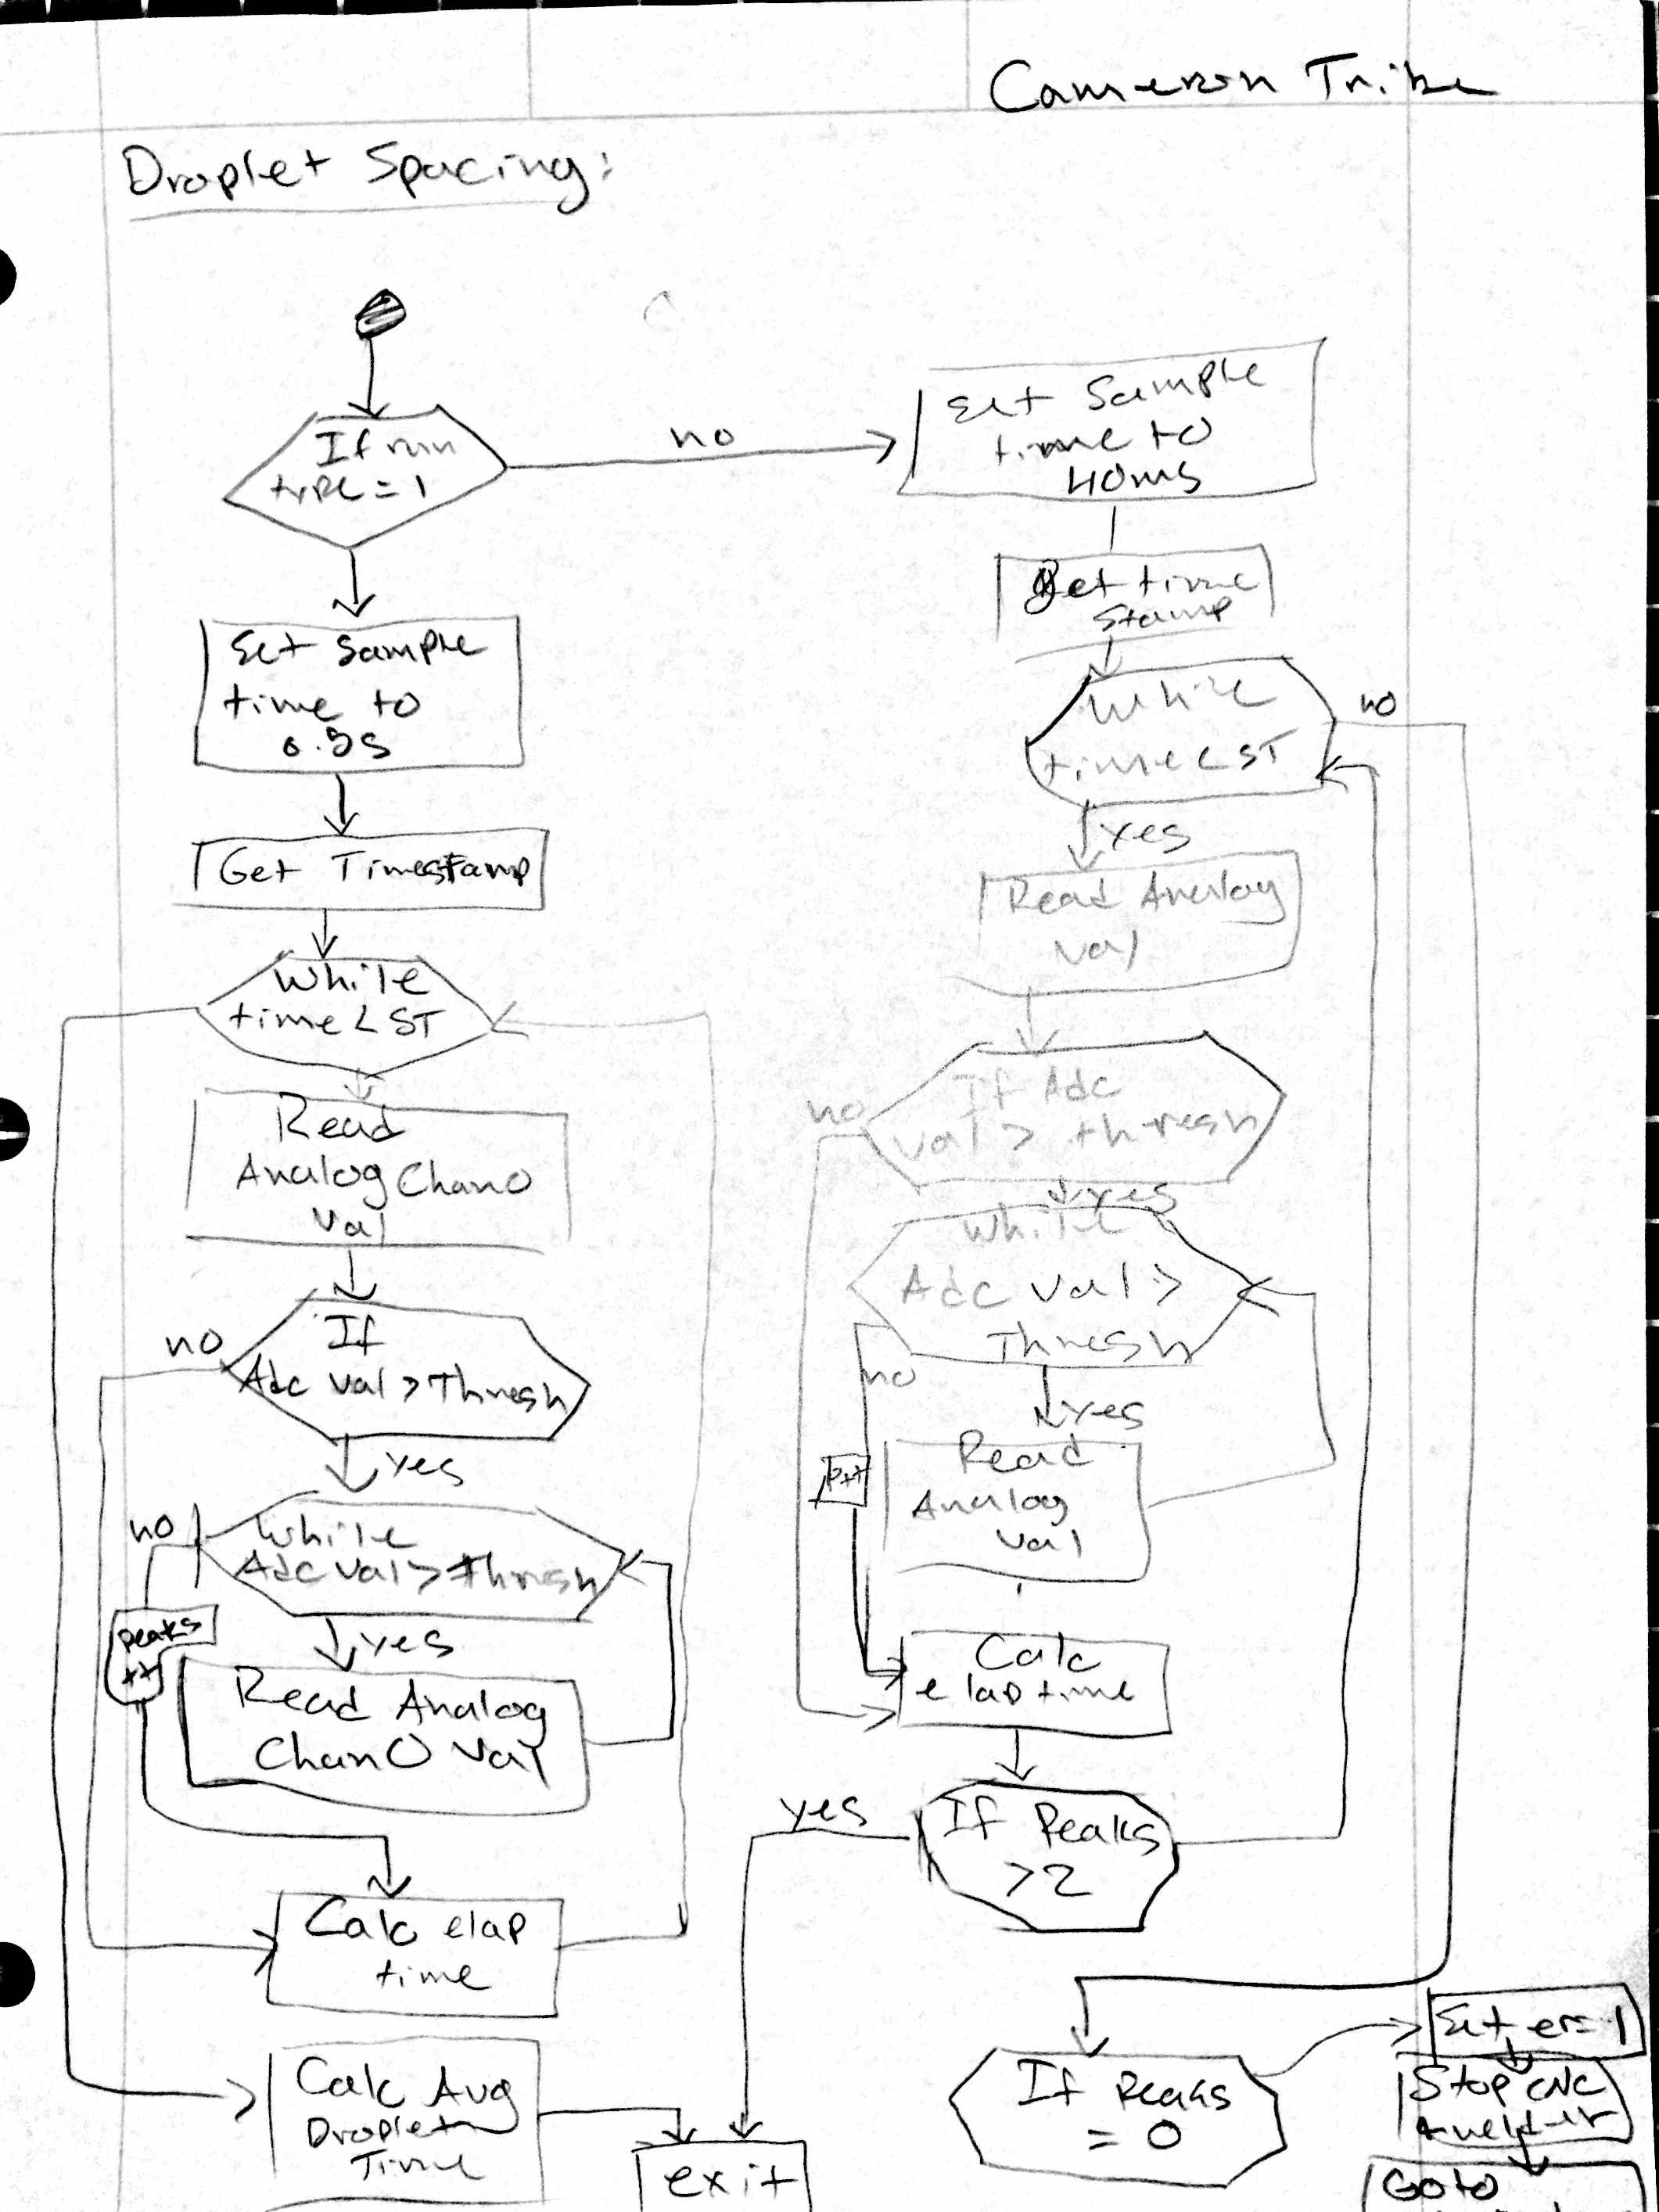 Cameron Tribe
Droplet Spacing:
If run
type = 1
no
Set Sample
time to
40ms
Get time
Stamp
Set Sample
time to
0.5s
Get Timestamp
While
time < ST
no
yes
Read Analog
val
While
time < ST
Read
Analog Chan0
Val
If Adc
val > thresh
no
yes
While
Adc val >
Thresh
no
yes
P++
Read
Analog
val
If
Adc val > Thresh
no
yes
While
Adc val > thresh
no
yes
peaks
++
Read Analog
Chan0 Val
Calc
elap time
If Peaks
>2
yes
Calc elap
time
Calc Avg
Droplet
Time
exit
If Peaks
= 0
Set er= 1
Stop CNC
Goto